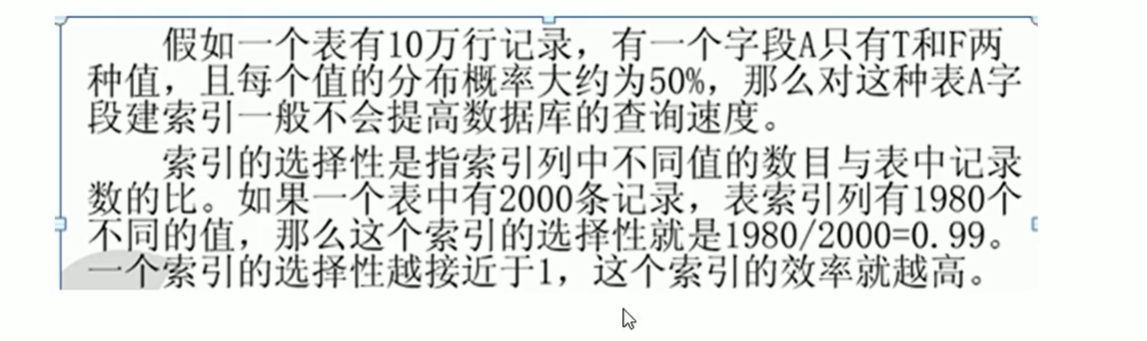 假如一个表有10万行记录，有一个字段A只有T和F两
种值，且每个值的分布概率大约为50%，那么对这种表A字
段建索引一般不会提高数据库的查询速度。
索引的选择性是指索引列中不同值的数目与表中记录
数的比。如果一个表中有2000条记录，表索引列有1980个
不同的值，那么这个索引的选择性就是1980/2000=0.99。
一个索引的选择性越接近于1，这个索引的效率就越高。